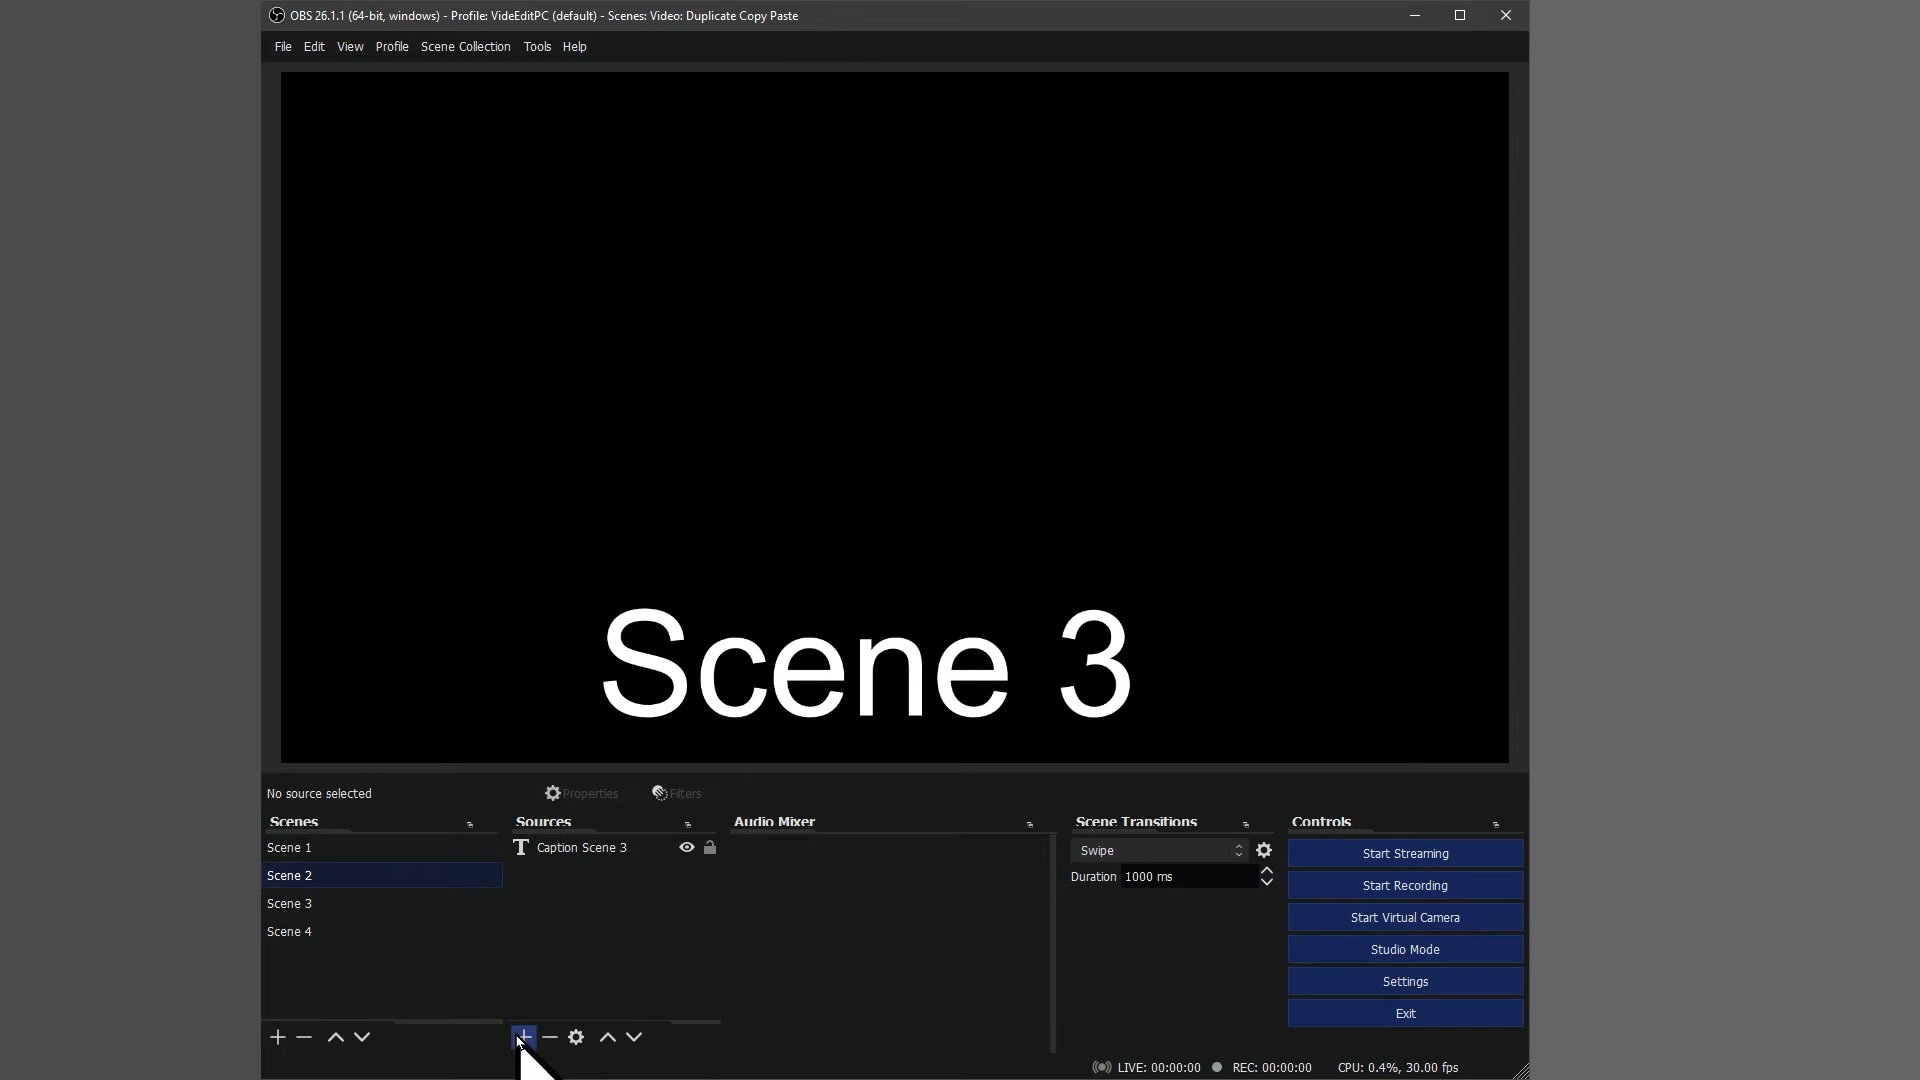 OBS 26.1.1 (64-bit, windows) - Profile: VideEditPC (default) - Scenes: Video: Duplicate Copy Paste
File Edit View Profile Scene Collection Tools Help
Scene 3
No source selected Properties Filters
Scenes Sources Audio Mixer Scene Transitions Controls
Scene 1
Scene 2
Scene 3
Scene 4
Caption Scene 3
Swipe
Duration 1000 ms
Start Streaming
Start Recording
Start Virtual Camera
Studio Mode
Settings
Exit
LIVE: 00:00:00 REC: 00:00:00 CPU: 0.4%, 30.00 fps